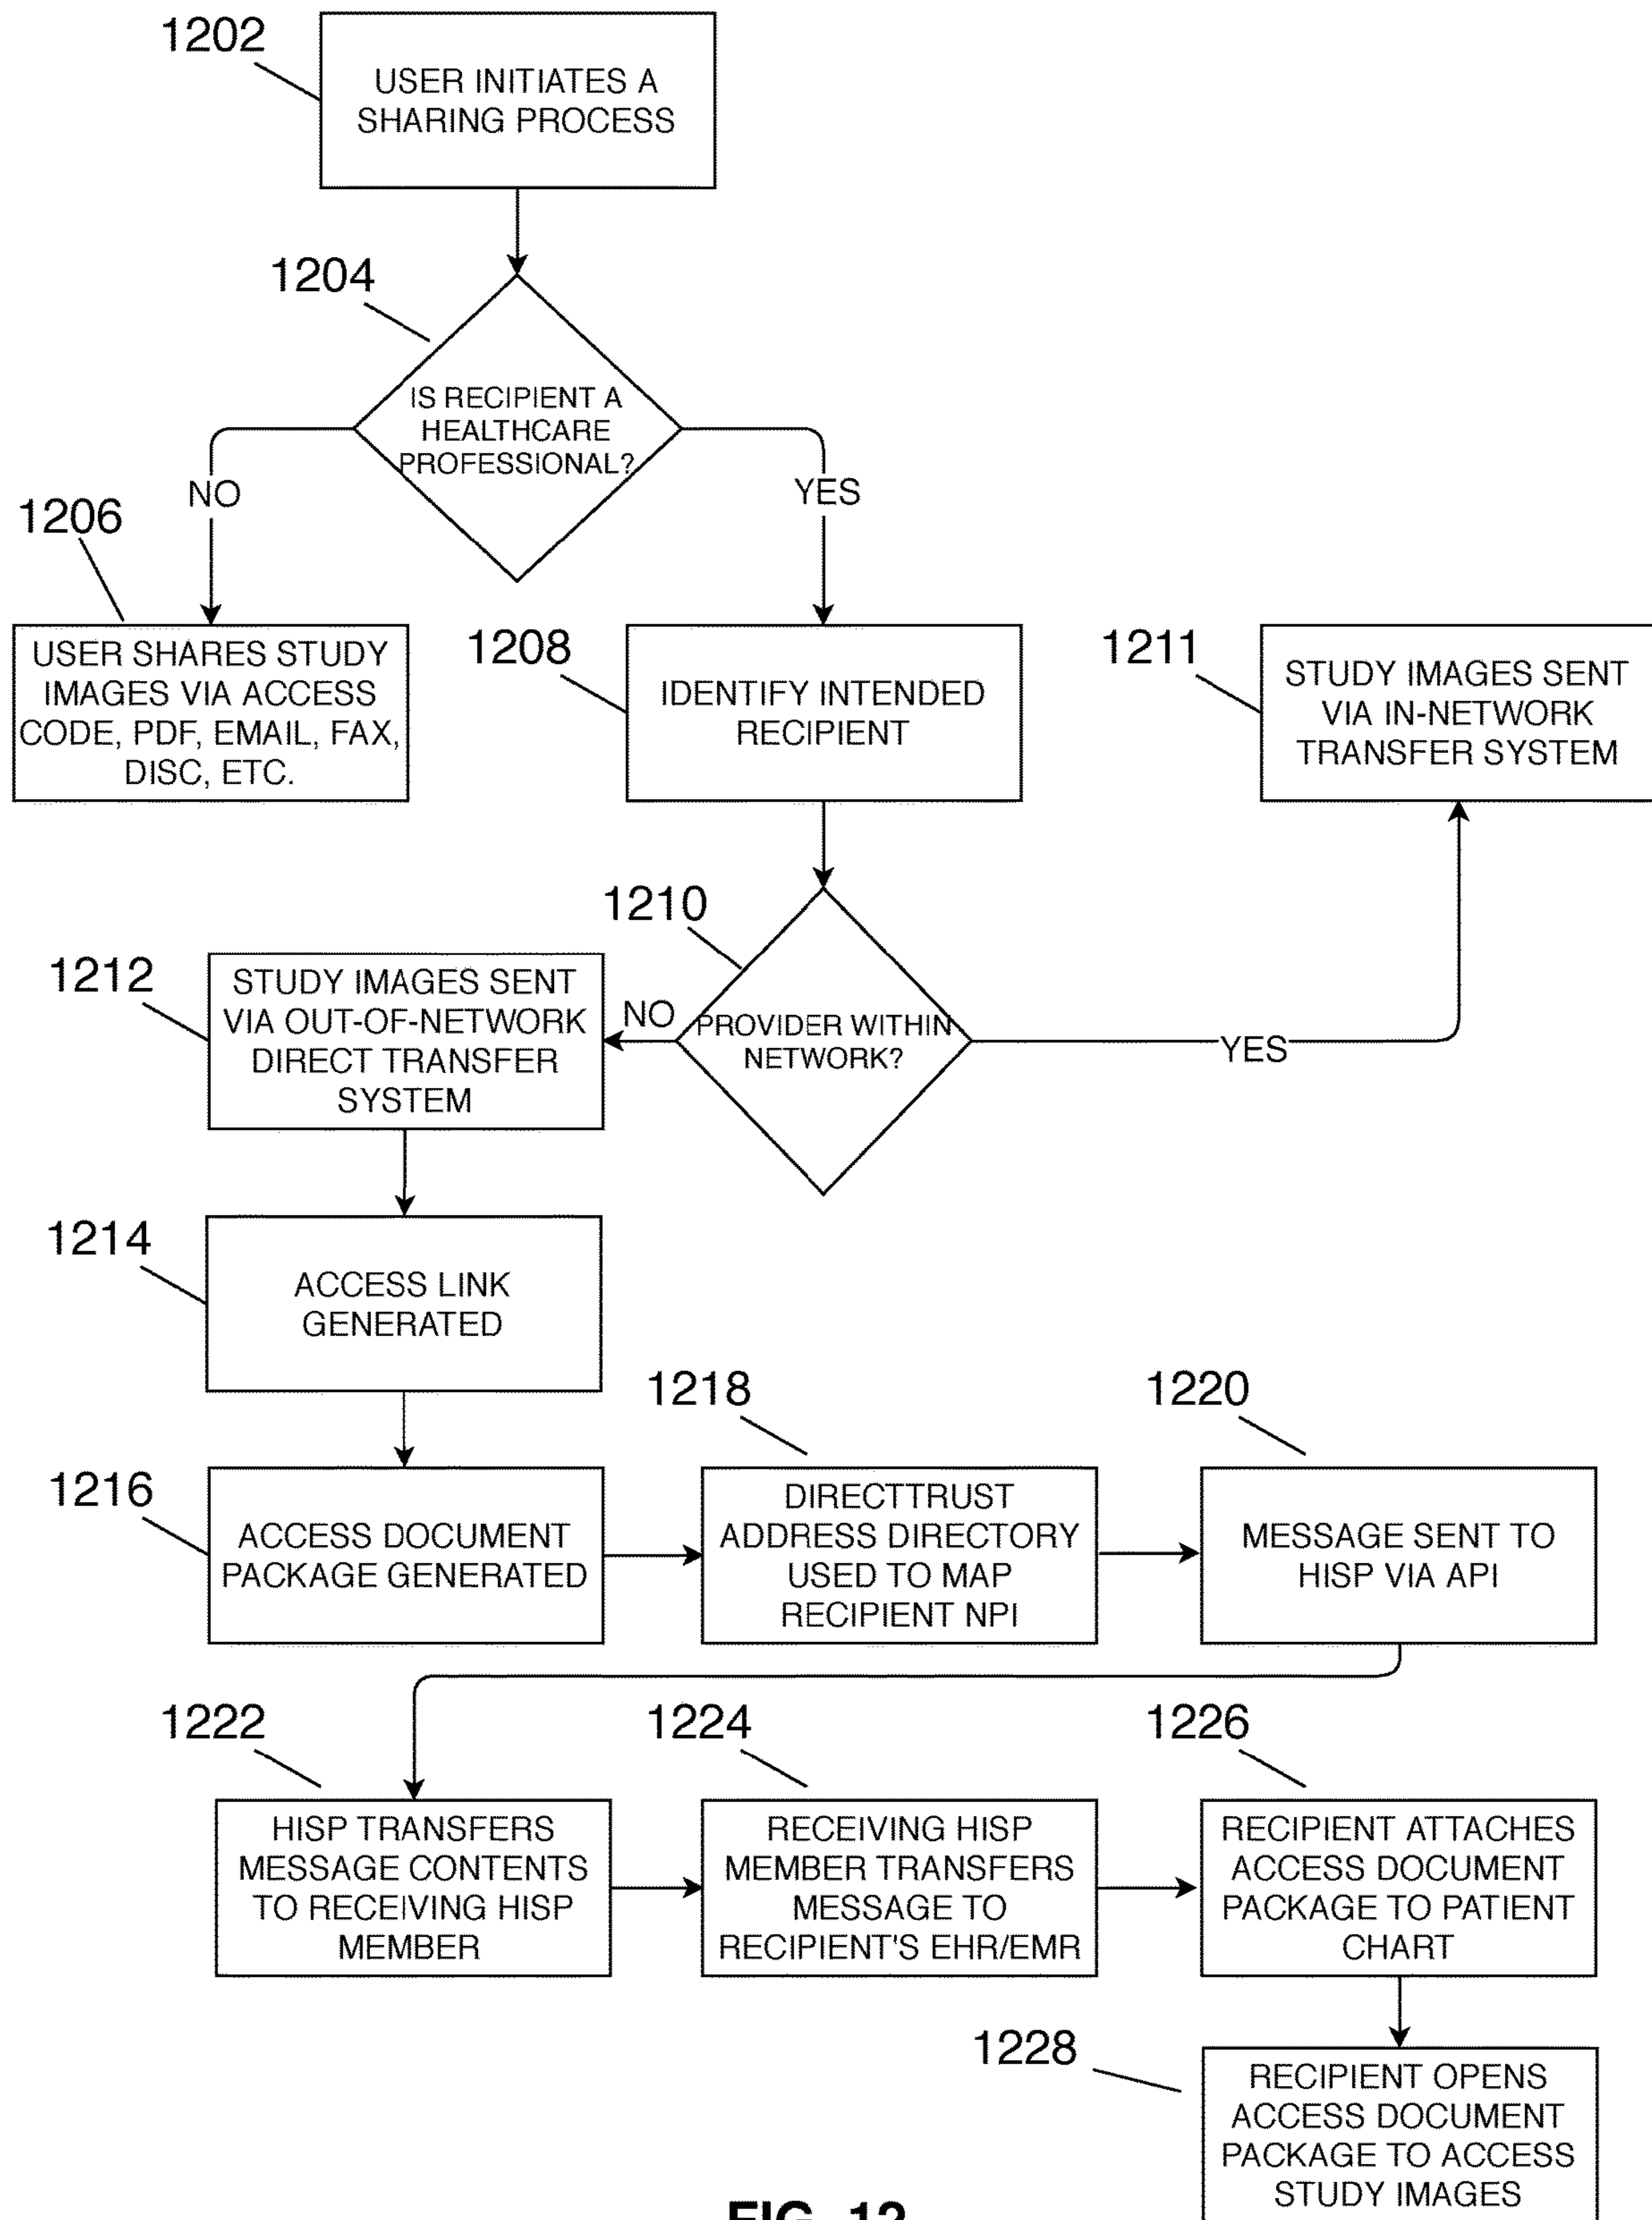 1202
USER INITIATES A
SHARING PROCESS
1204
IS RECIPIENT A
HEALTHCARE
PROFESSIONAL?
NO
YES
1206
USER SHARES STUDY
IMAGES VIA ACCESS
CODE, PDF, EMAIL, FAX,
DISC, ETC.
1208
IDENTIFY INTENDED
RECIPIENT
1211
STUDY IMAGES SENT
VIA IN-NETWORK
TRANSFER SYSTEM
1210
PROVIDER WITHIN
NETWORK?
NO
YES
1212
STUDY IMAGES SENT
VIA OUT-OF-NETWORK
DIRECT TRANSFER
SYSTEM
1214
ACCESS LINK
GENERATED
1216
ACCESS DOCUMENT
PACKAGE GENERATED
1218
DIRECTTRUST
ADDRESS DIRECTORY
USED TO MAP
RECIPIENT NPI
1220
MESSAGE SENT TO
HISP VIA API
1222
HISP TRANSFERS
MESSAGE CONTENTS
TO RECEIVING HISP
MEMBER
1224
RECEIVING HISP
MEMBER TRANSFERS
MESSAGE TO
RECIPIENT'S EHR/EMR
1226
RECIPIENT ATTACHES
ACCESS DOCUMENT
PACKAGE TO PATIENT
CHART
1228
RECIPIENT OPENS
ACCESS DOCUMENT
PACKAGE TO ACCESS
STUDY IMAGES
FIG. 12